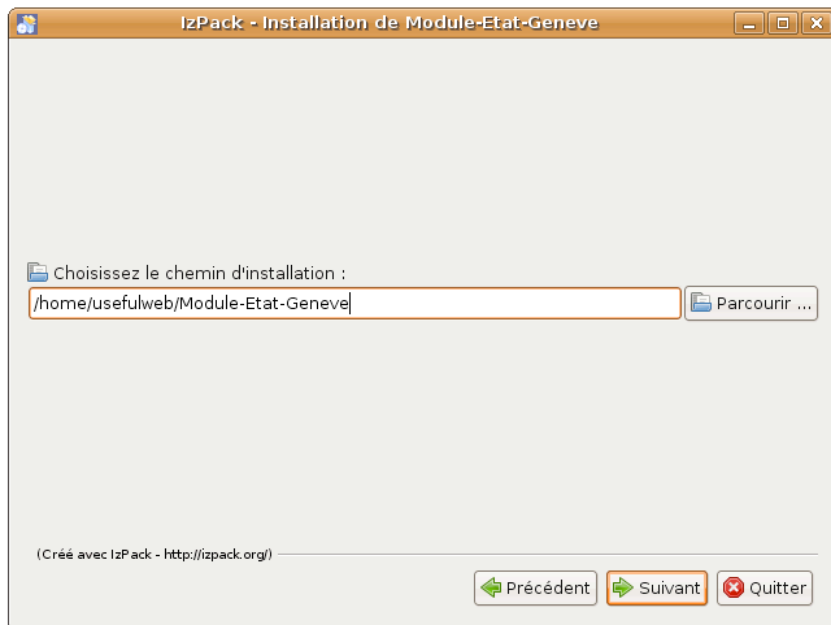 IzPack - Installation de Module-Etat-Geneve
Choisissez le chemin d'installation :
/home/usefulweb/Module-Etat-Geneve
Parcourir ...
(Créé avec IzPack - http://izpack.org/)
Précédent
Suivant
Quitter